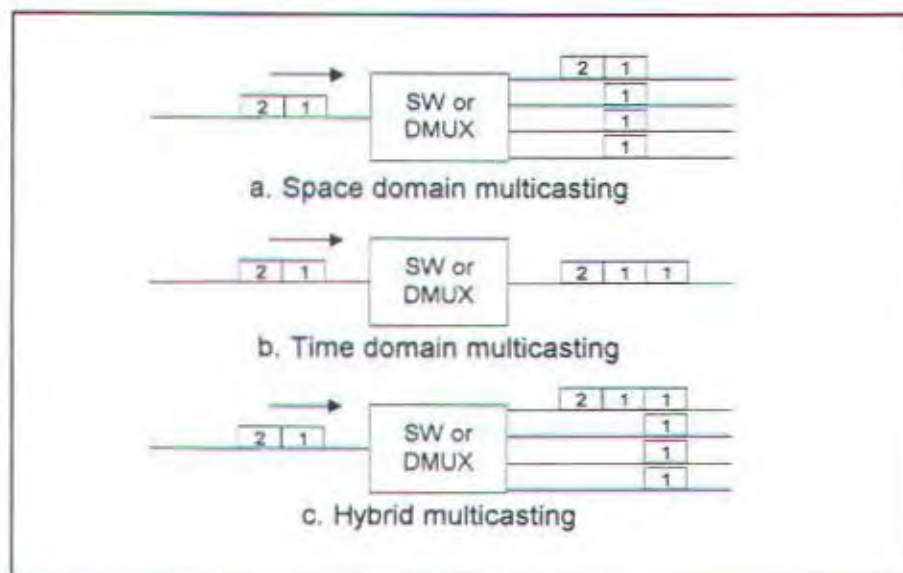 2 1
1
2 1
SW or
DMUX
1
1
1
a. Space domain multicasting
2 1
SW or
DMUX
2 1 1
b. Time domain multicasting
2 1 1
2 1
SW or
DMUX
1
1
1
c. Hybrid multicasting